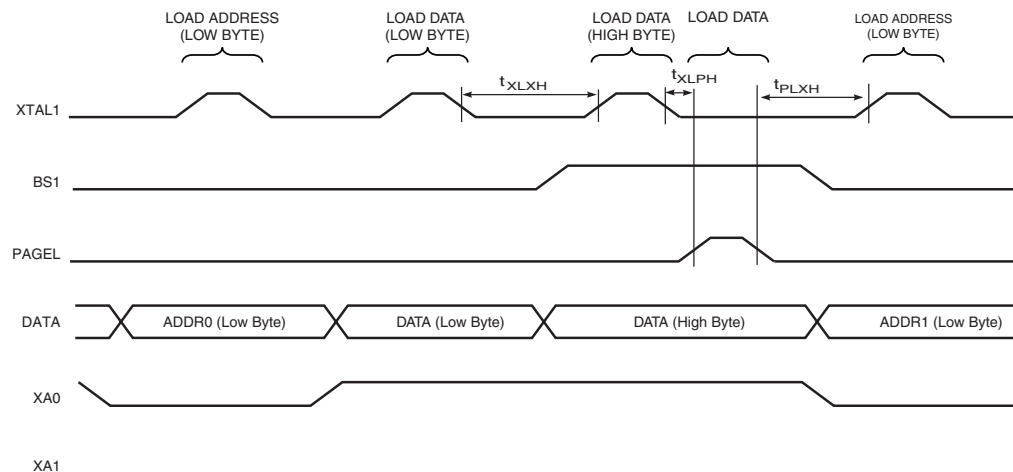 LOAD ADDRESS
(LOW BYTE)
LOAD DATA
(LOW BYTE)
LOAD DATA
(HIGH BYTE)
LOAD DATA
LOAD ADDRESS
(LOW BYTE)
tXLXH
tXLPH
tPLXH
XTAL1
BS1
PAGEL
DATA
ADDR0 (Low Byte)
DATA (Low Byte)
DATA (High Byte)
ADDR1 (Low Byte)
XA0
XA1